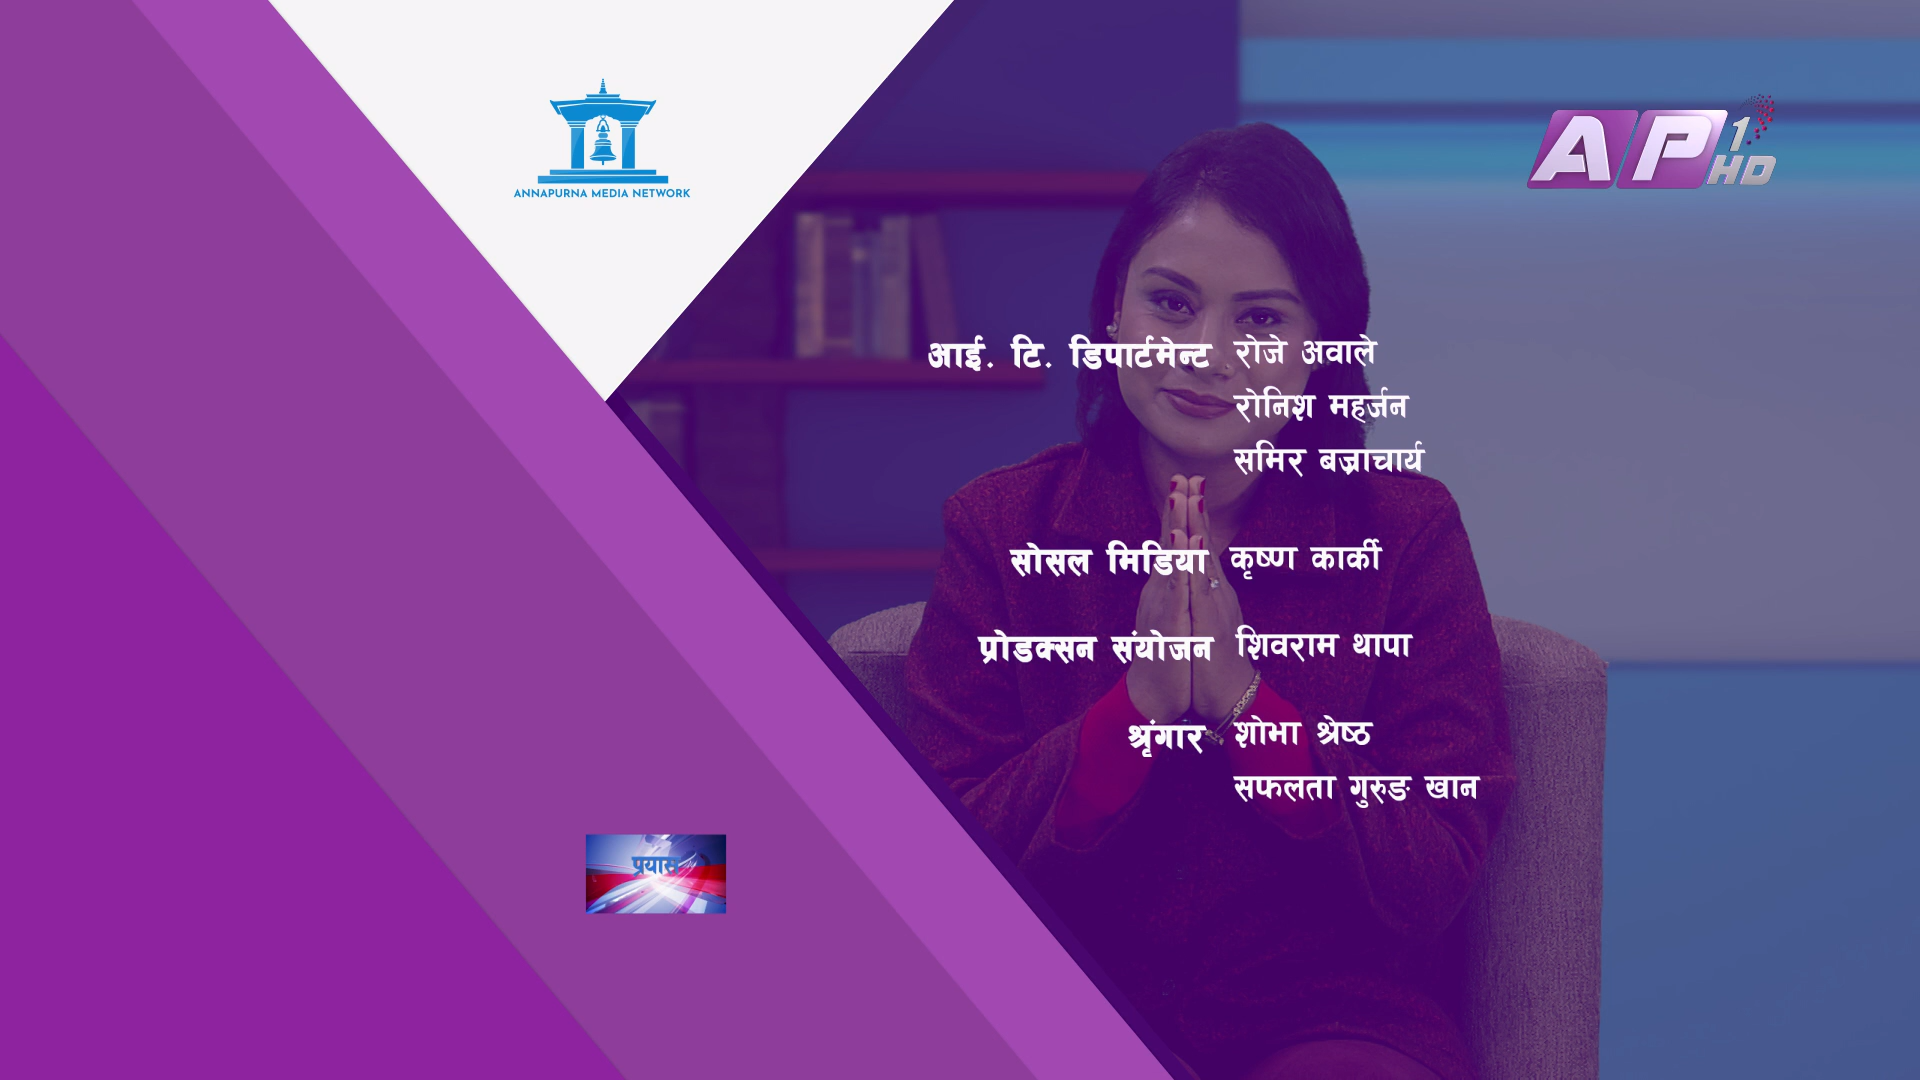 ANNAPURNA MEDIA NETWORK
AP1 HD
आई. टि. डिपार्टमेन्ट रोजे अवाले
रोनिश महर्जन
समिर बज्राचार्य
सोसल मिडिया कृष्ण कार्की
प्रोडक्सन संयोजन शिवराम थापा
श्रृंगार शोभा श्रेष्ठ
सफलता गुरुङ खान
प्रयास